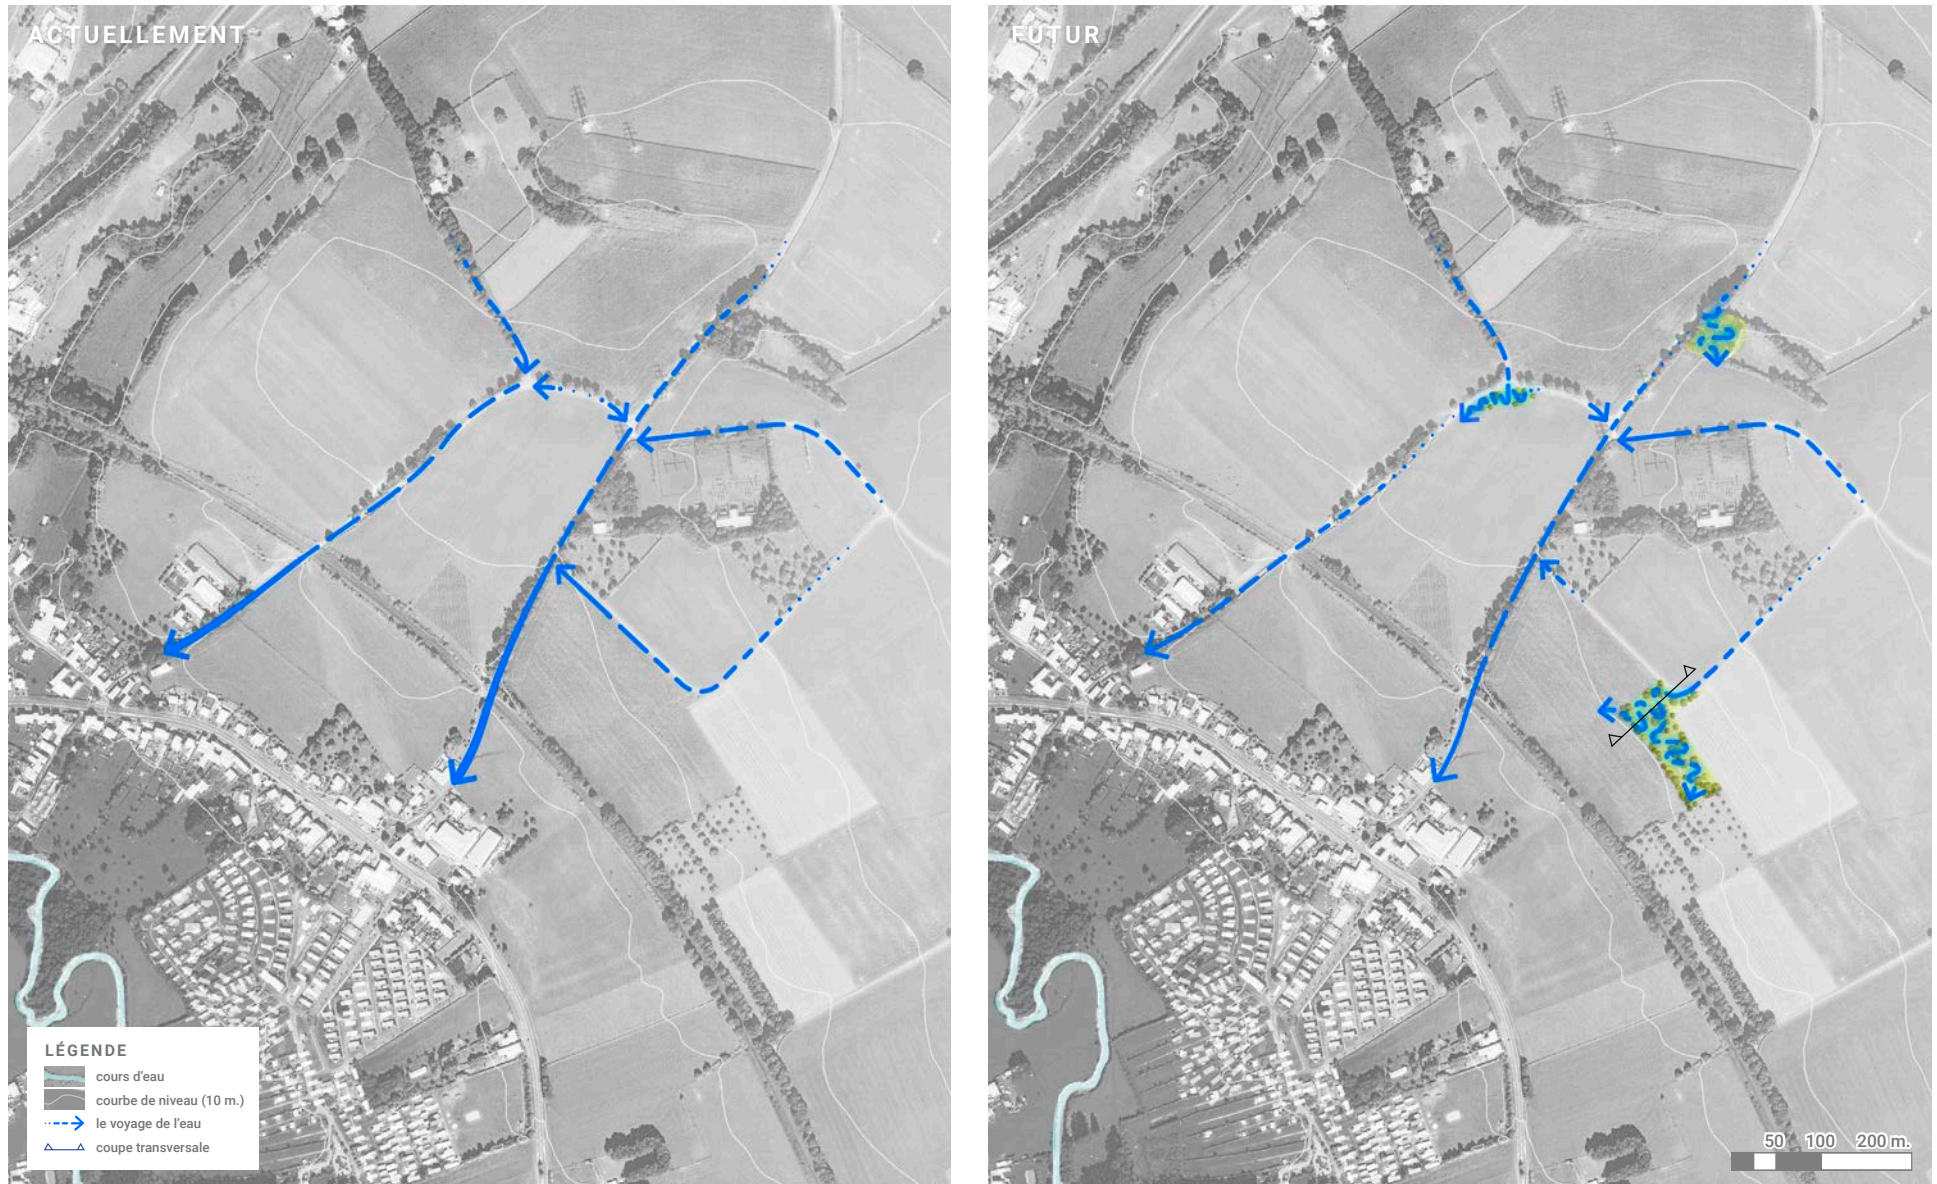 ACTUELLEMENT
FUTUR
LÉGENDE
cours d'eau
courbe de niveau (10 m.)
le voyage de l'eau
coupe transversale
50 100 200 m.